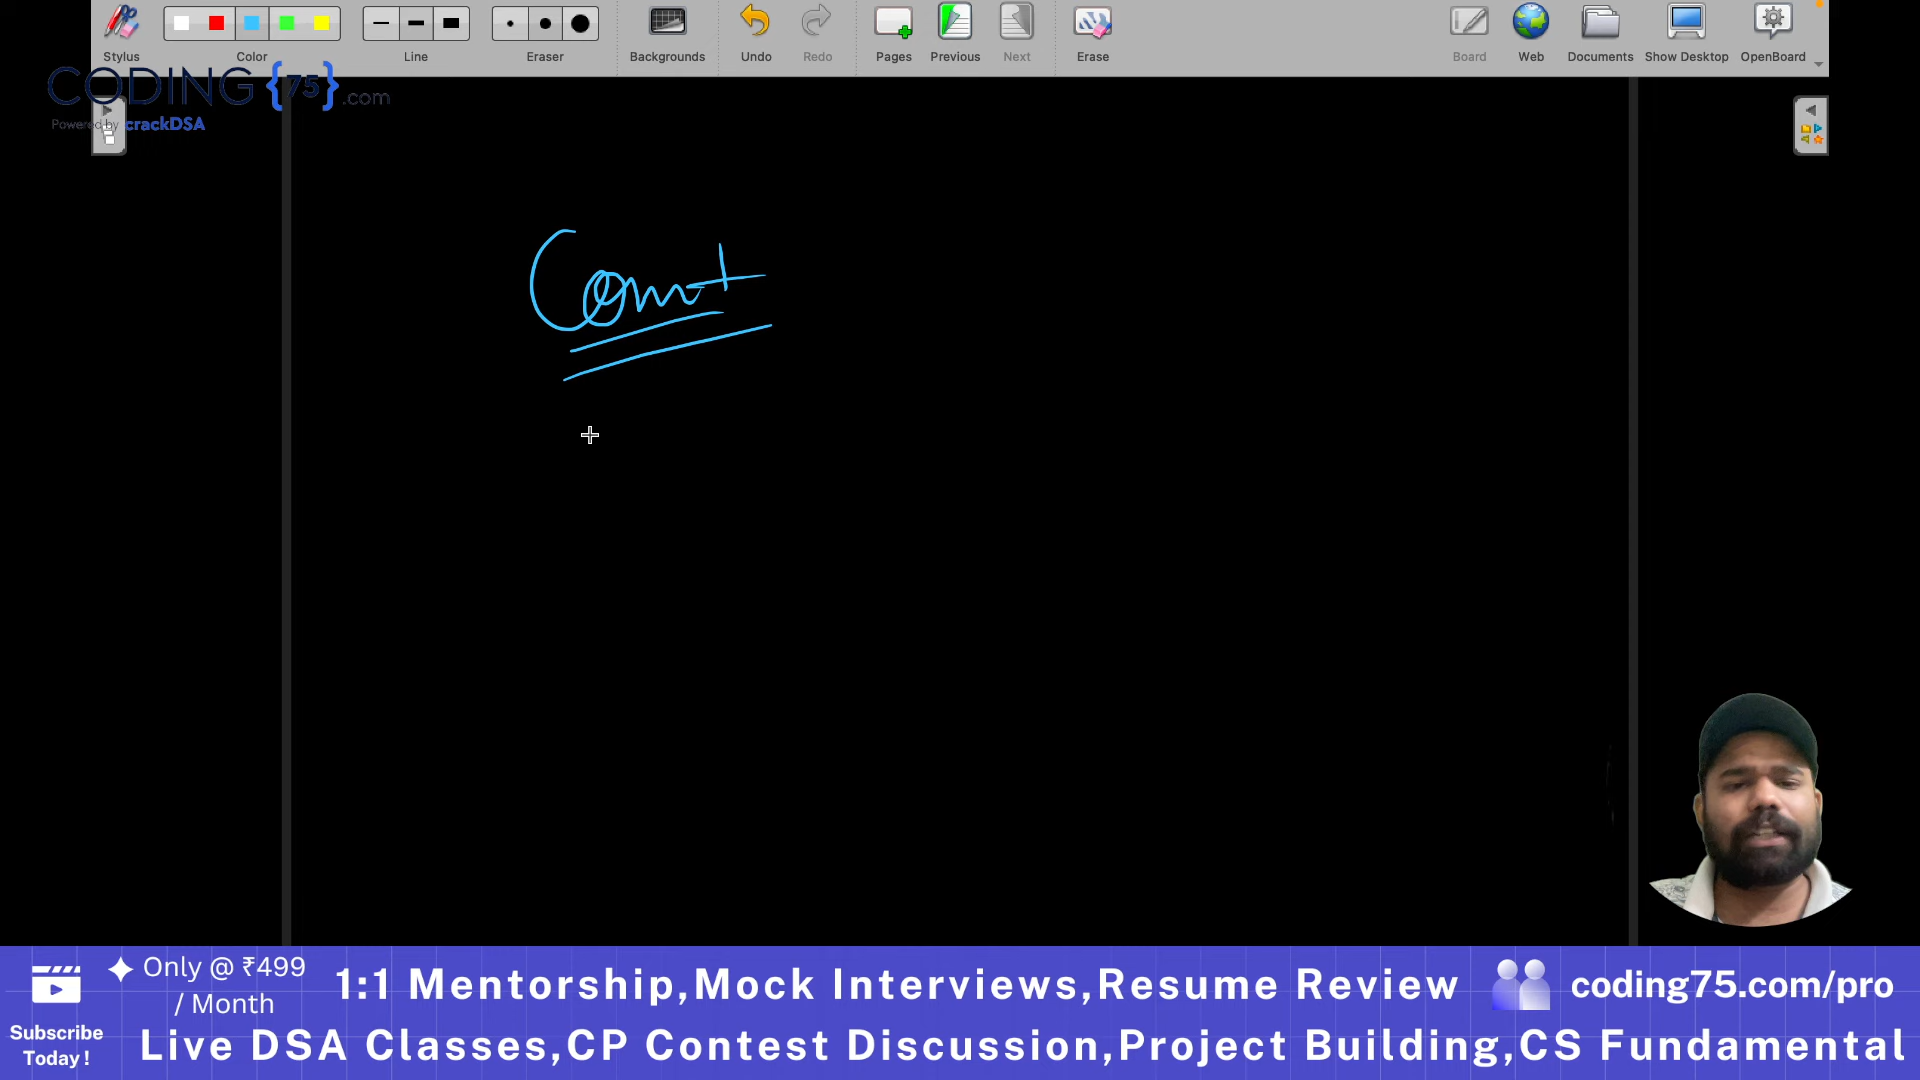 Stylus Color Line Eraser Backgrounds Undo Redo Pages Previous Next Erase Board Web Documents Show Desktop OpenBoard
CODING {75} .com
Powered by crackDSA
Only @ ₹499
/ Month
1:1 Mentorship,Mock Interviews,Resume Review
coding75.com/pro
Subscribe
Today !
Live DSA Classes,CP Contest Discussion,Project Building,CS Fundamental